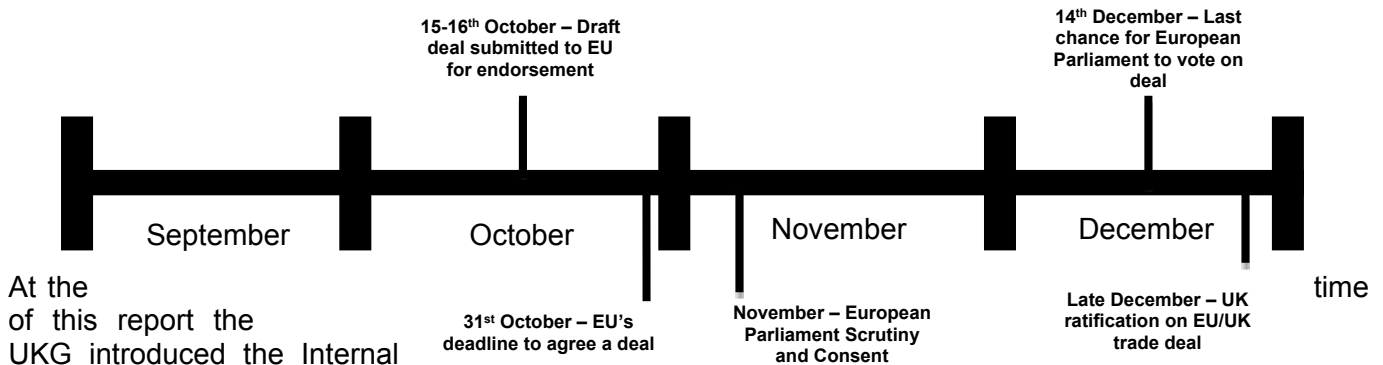 15-16th October – Draft
deal submitted to EU
for endorsement
14th December – Last
chance for European
Parliament to vote on
deal
September
October
November
December
31st October – EU's
deadline to agree a deal
November – European
Parliament Scrutiny
and Consent
Late December – UK
ratification on EU/UK
trade deal
At the time
of this report the
UKG introduced the Internal